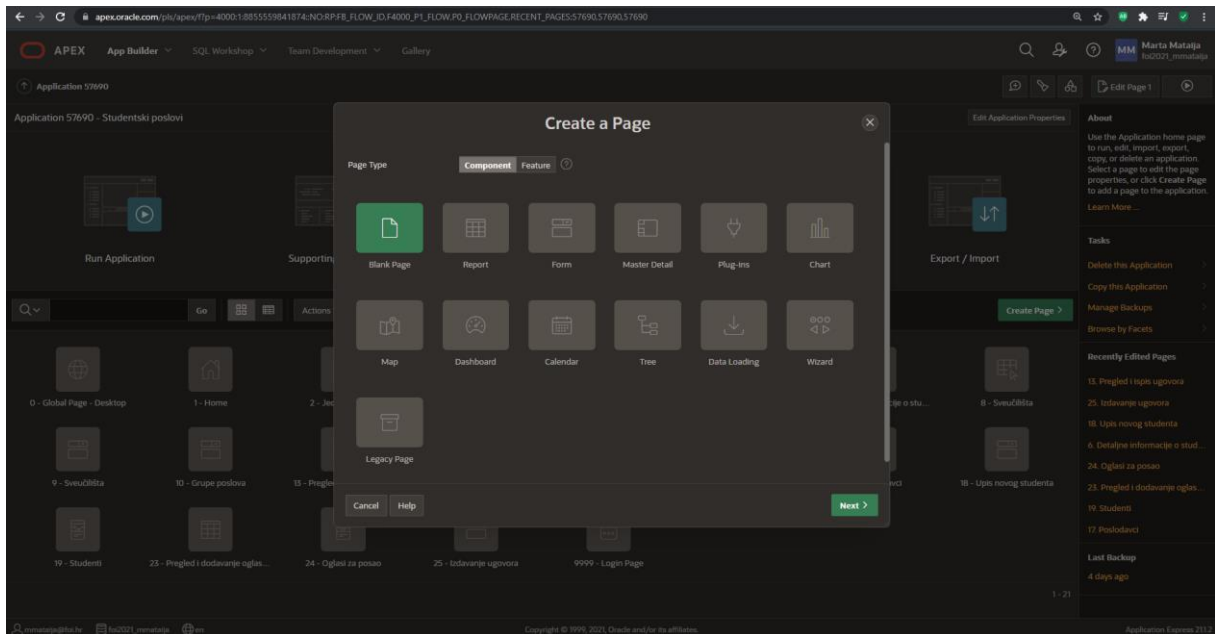 apex.oracle.com/pls/apex/f?p=4000:1:8855559841874::NO:RP:FB_FLOW_ID,F4000_P1_FLOW,P0_FLOWPAGE,RECENT_PAGES:57690,57690,57690
APEX App Builder SQL Workshop Team Development Gallery
MM Marta Mataija
foi2021_mmataija
Application 57690
Edit Page 1
Application 57690 - Studentski poslovi
Edit Application Properties
Run Application
Supporting
Export / Import
Go
Actions
Create Page >
0 - Global Page - Desktop
1 - Home
8 - Sveučilišta
9 - Sveučilišta
10 - Grupe poslova
18 - Upis novog studenta
19 - Studenti
23 - Pregled i dodavanje oglas...
24 - Oglasi za posao
25 - Izdavanje ugovora
9999 - Login Page
1 - 21
Create a Page
Page Type Component Feature
Blank Page
Report
Form
Master Detail
Plug-ins
Chart
Map
Dashboard
Calendar
Tree
Data Loading
Wizard
Legacy Page
Cancel
Help
Next >
About
Use the Application home page
to run, edit, import, export,
copy, or delete an application.
Select a page to edit the page
properties, or click Create Page
to add a page to the application.
Learn More ...
Tasks
Delete this Application
Copy this Application
Manage Backups
Browse by Facets
Recently Edited Pages
13. Pregled i ispis ugovora
25. Izdavanje ugovora
18. Upis novog studenta
6. Detaljne informacije o stud...
24. Oglasi za posao
23. Pregled i dodavanje oglas...
19. Studenti
17. Poslodavci
Last Backup
4 days ago
mmataija@foi.hr foi2021_mmataija en
Copyright © 1999, 2021, Oracle and/or its affiliates.
Application Express 21.1.2